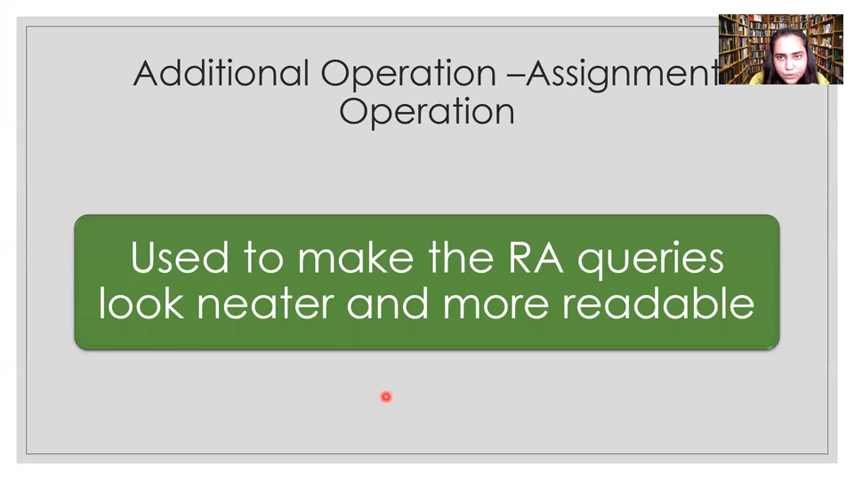 Additional Operation –Assignment
Operation
Used to make the RA queries
look neater and more readable